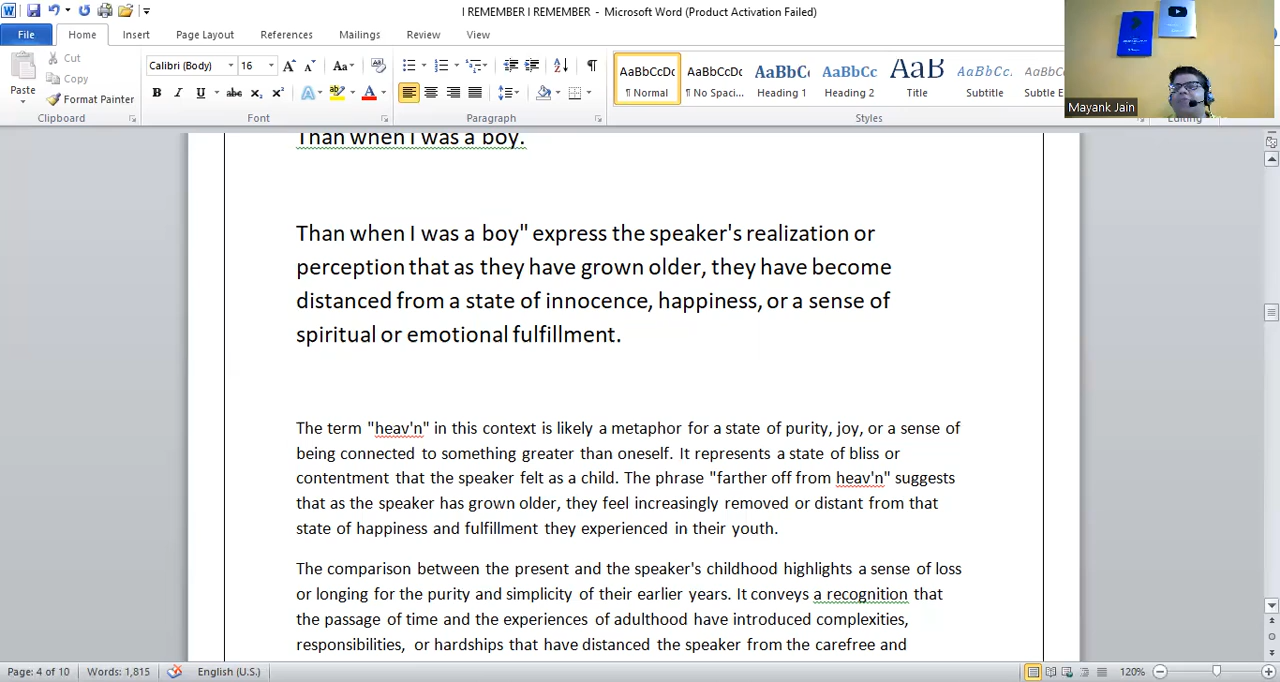 I REMEMBER I REMEMBER - Microsoft Word (Product Activation Failed)
File Home Insert Page Layout References Mailings Review View
Cut
Copy
Paste
Format Painter
Clipboard
Calibri (Body) 16
Font
Paragraph
AaBbCcDc AaBbCcDc AaBbC AaBbCc AaB AaBbCc. AaBbCc
¶ Normal ¶ No Spaci... Heading 1 Heading 2 Title Subtitle Subtle E
Styles
Editing
Mayank Jain
Than when I was a boy.
Than when I was a boy" express the speaker's realization or
perception that as they have grown older, they have become
distanced from a state of innocence, happiness, or a sense of
spiritual or emotional fulfillment.
The term "heav'n" in this context is likely a metaphor for a state of purity, joy, or a sense of
being connected to something greater than oneself. It represents a state of bliss or
contentment that the speaker felt as a child. The phrase "farther off from heav'n" suggests
that as the speaker has grown older, they feel increasingly removed or distant from that
state of happiness and fulfillment they experienced in their youth.
The comparison between the present and the speaker's childhood highlights a sense of loss
or longing for the purity and simplicity of their earlier years. It conveys a recognition that
the passage of time and the experiences of adulthood have introduced complexities,
responsibilities, or hardships that have distanced the speaker from the carefree and
Page: 4 of 10 Words: 1,815 English (U.S.) 120%